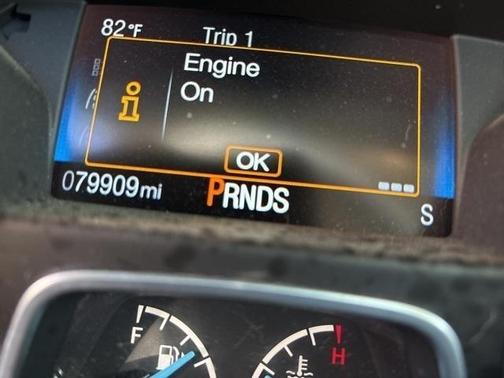 82°F Trip 1
Engine
On
OK
079909mi PRNDS S
F H